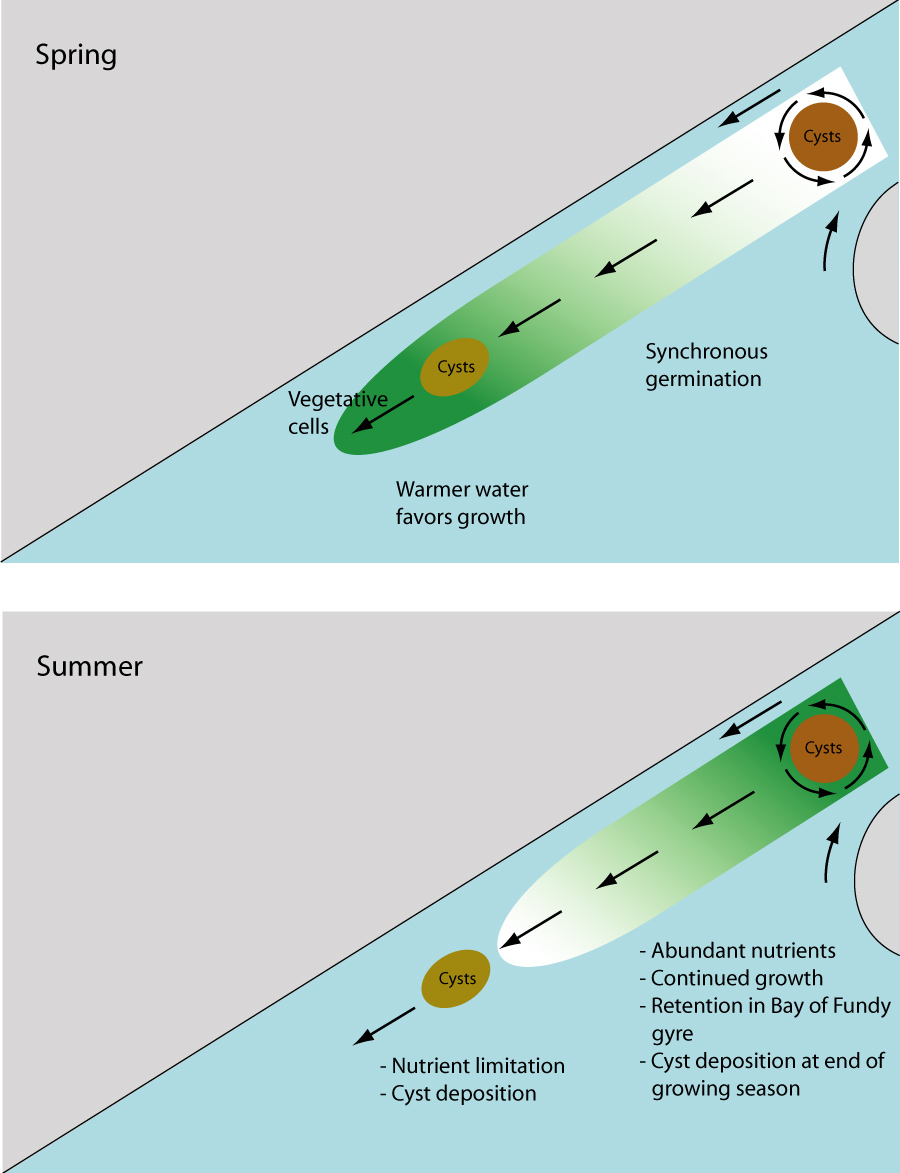 Spring
Cysts
Synchronous
germination
Cysts
Vegetative
cells
Warmer water
favors growth
Summer
Cysts
- Abundant nutrients
- Continued growth
- Retention in Bay of Fundy
gyre
- Cyst deposition at end of
growing season
Cysts
- Nutrient limitation
- Cyst deposition